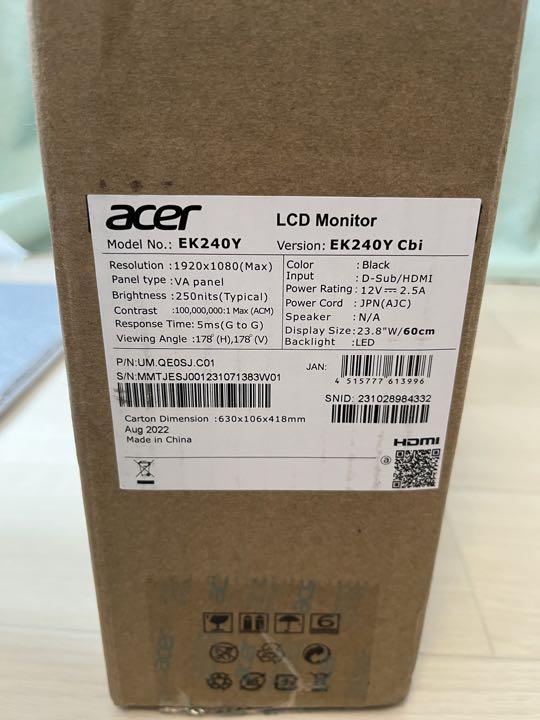 acer
LCD Monitor
Model No.: EK240Y
Version: EK240Y Cbi
Resolution :1920x1080(Max)
Panel type :VA panel
Brightness :250nits(Typical)
Contrast :100,000,000:1 Max (ACM)
Response Time: 5ms(G to G)
Viewing Angle :178°(H),178°(V)
Color : Black
Input : D-Sub/HDMI
Power Rating : 12V⎓2.5A
Power Cord : JPN(AJC)
Speaker : N/A
Display Size:23.8"W/60cm
Backlight :LED
P/N:UM.QE0SJ.C01
S/N:MMTJESJ001231071383W01
JAN:
4 515777 613996
SNID: 231028984332
Carton Dimension :630x106x418mm
Aug 2022
Made in China
HDMI
a
acer
6